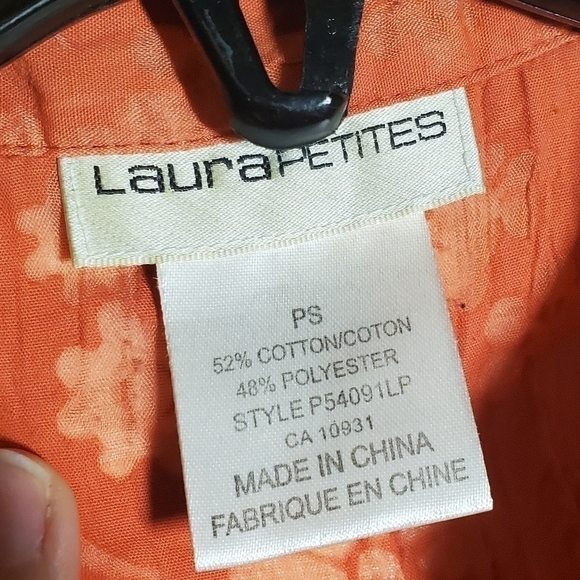 LauraPETITES
PS
52% COTTON/COTON
48% POLYESTER
STYLE P54091LP
CA 10931
MADE IN CHINA
FABRIQUE EN CHINE